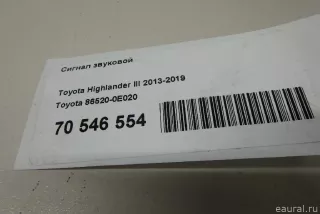 Сигнал звуковой
Toyota Highlander III 2013-2019
Toyota 86520-0E020
70 546 554
eaural.ru